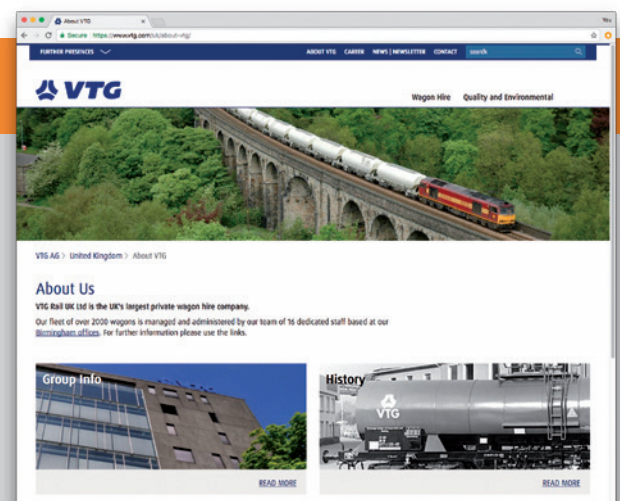 About VTG
You
Secure https://www.vtg.com/uk/about-vtg/
FURTHER PRESENCES
ABOUT VTG CAREER NEWS | NEWSLETTER CONTACT search
VTG
Wagon Hire Quality and Environmental
VTG AG > United Kingdom > About VTG
About Us
VTG Rail UK Ltd is the UK's largest private wagon hire company.
Our fleet of over 2000 wagons is managed and administered by our team of 16 dedicated staff based at our
Birmingham offices. For further information please use the links.
Group Info
History
VTG
READ MORE
READ MORE